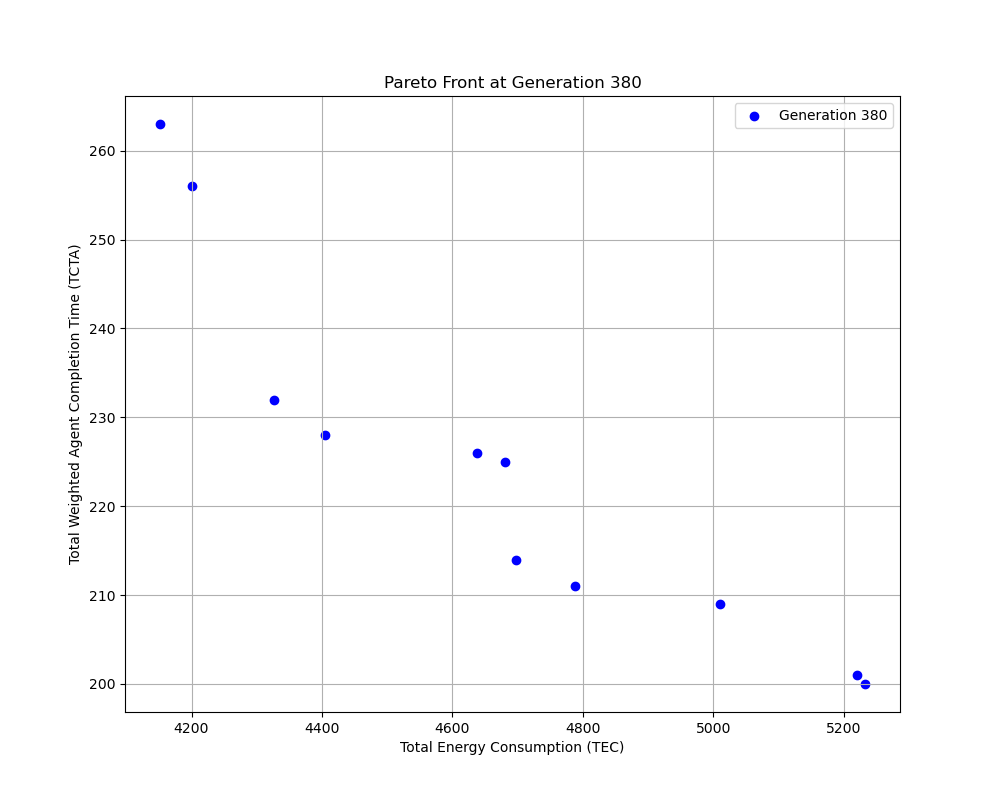 Pareto Front at Generation 380
Generation 380
Total Weighted Agent Completion Time (TCTA)
260
250
240
230
220
210
200
4200 4400 4600 4800 5000 5200
Total Energy Consumption (TEC)